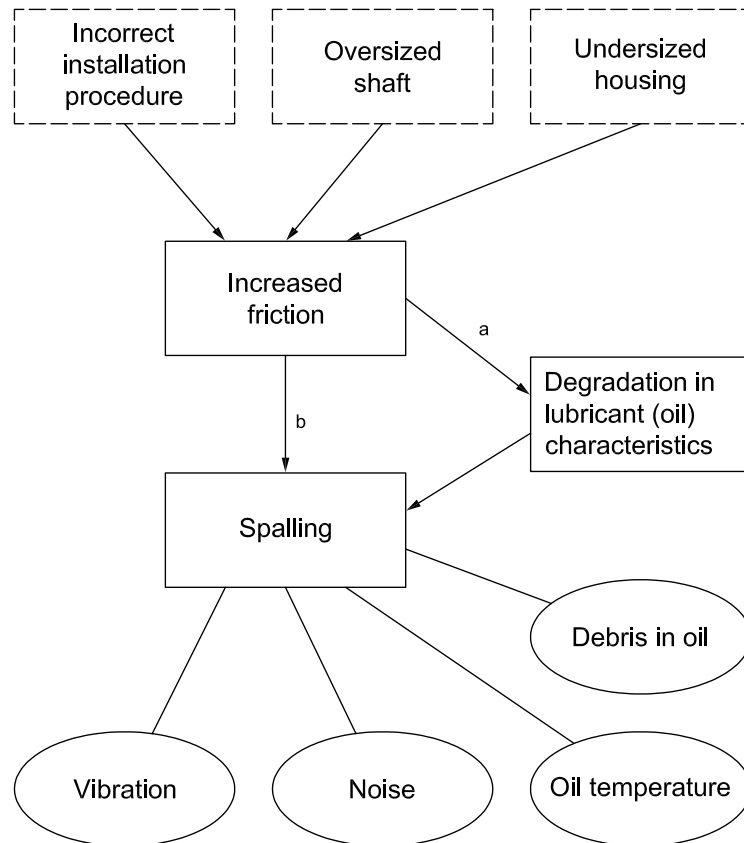 Incorrect
installation
procedure
Oversized
shaft
Undersized
housing
Increased
friction
a
Degradation in
lubricant (oil)
characteristics
b
Spalling
Debris in oil
Vibration
Noise
Oil temperature